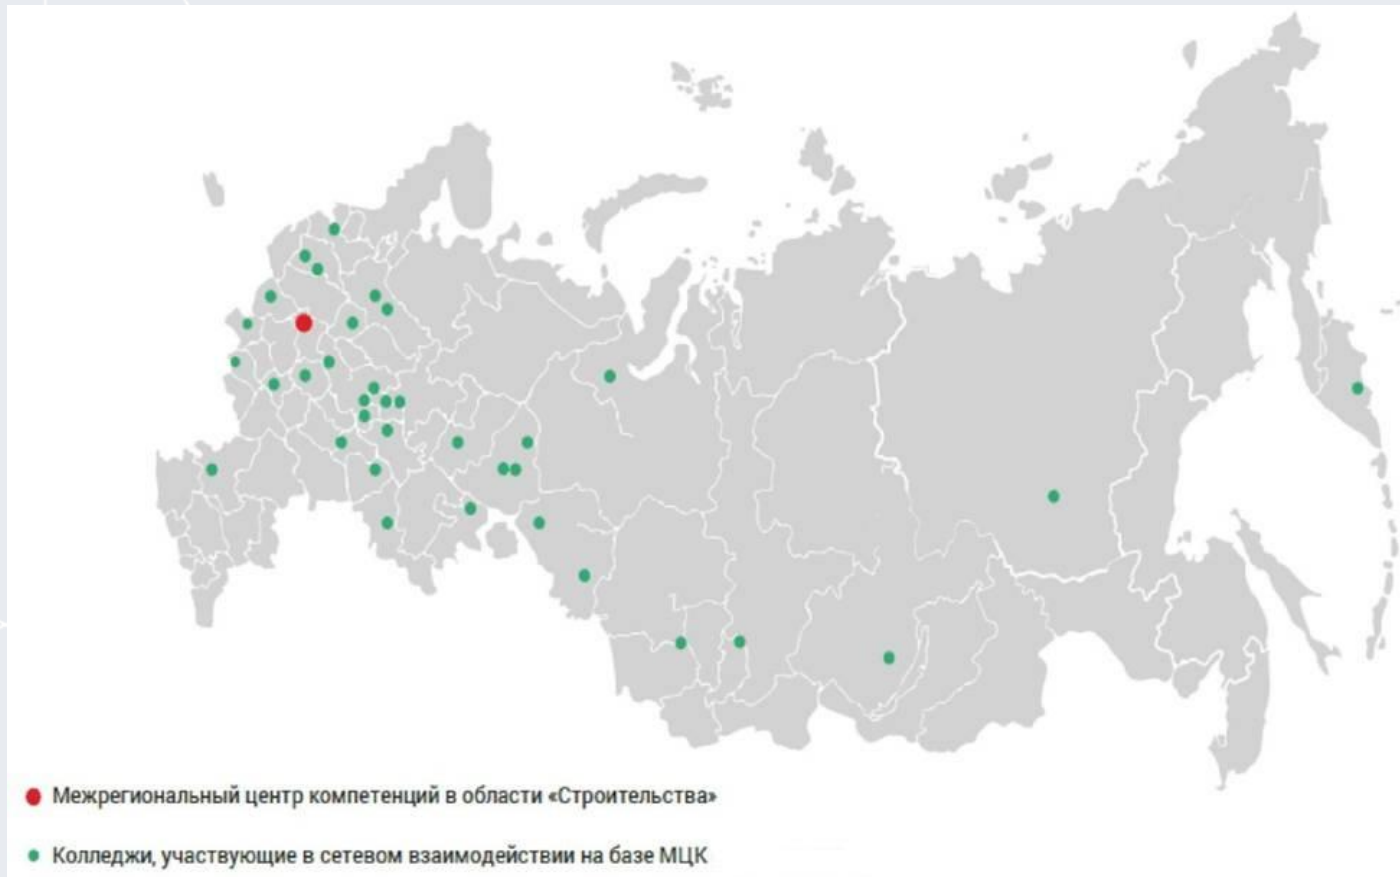 Межрегиональный центр компетенций в области «Строительства»
Колледжи, участвующие в сетевом взаимодействии на базе МЦК